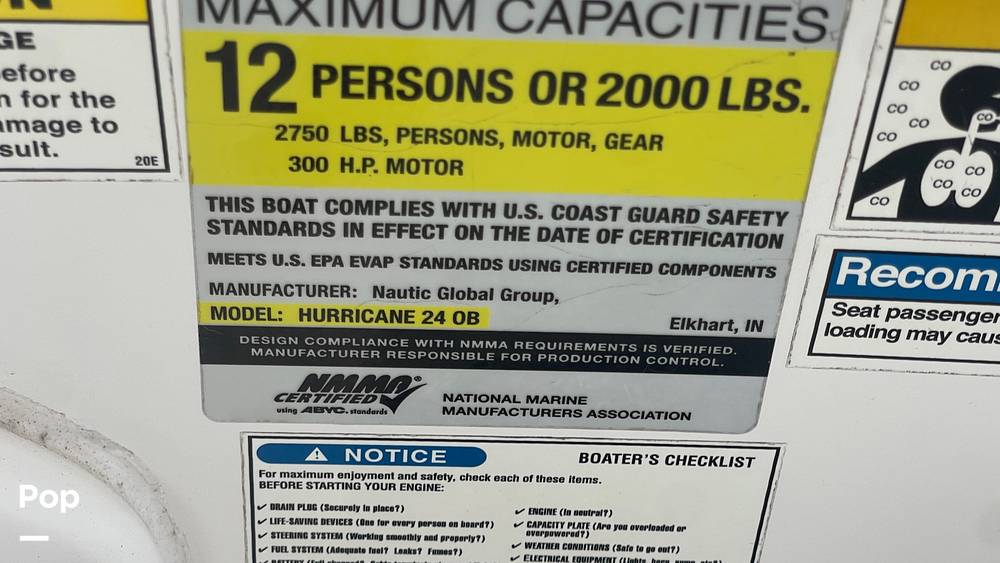 MAXIMUM CAPACITIES
12 PERSONS OR 2000 LBS.
2750 LBS, PERSONS, MOTOR, GEAR
300 H.P. MOTOR
THIS BOAT COMPLIES WITH U.S. COAST GUARD SAFETY
STANDARDS IN EFFECT ON THE DATE OF CERTIFICATION
MEETS U.S. EPA EVAP STANDARDS USING CERTIFIED COMPONENTS
MANUFACTURER: Nautic Global Group,
MODEL: HURRICANE 24 OB
Elkhart, IN
DESIGN COMPLIANCE WITH NMMA REQUIREMENTS IS VERIFIED.
MANUFACTURER RESPONSIBLE FOR PRODUCTION CONTROL.
NMMA®
CERTIFIED
using ABYC. standards
NATIONAL MARINE
MANUFACTURERS ASSOCIATION
ON
GE
efore
n for the
amage to
sult.
20E
CO
CO
CO
CO
CO
CO
CO
CO
CO
CO
CO
Recom
Seat passenger
loading may caus
NOTICE
BOATER'S CHECKLIST
For maximum enjoyment and safety, check each of these items.
BEFORE STARTING YOUR ENGINE:
✓ DRAIN PLUG (Securely in place?)
✓ LIFE-SAVING DEVICES (One for every person on board?)
✓ STEERING SYSTEM (Working smoothly and properly?)
✓ FUEL SYSTEM (Adequate fuel? Leaks? Fumes?)
✓ ENGINE (In neutral?)
✓ CAPACITY PLATE (Are you overloaded or
overpowered?)
✓ WEATHER CONDITIONS (Safe to go out?)
✓ ELECTRICAL EQUIPMENT
Pop